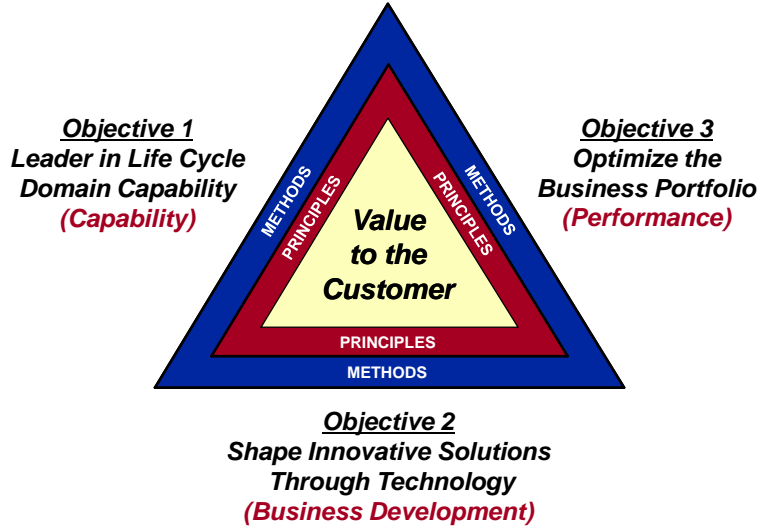 Objective 1
Leader in Life Cycle
Domain Capability
(Capability)
Objective 3
Optimize the
Business Portfolio
(Performance)
METHODS
PRINCIPLES
Value
to the
Customer
PRINCIPLES
METHODS
PRINCIPLES
METHODS
Objective 2
Shape Innovative Solutions
Through Technology
(Business Development)